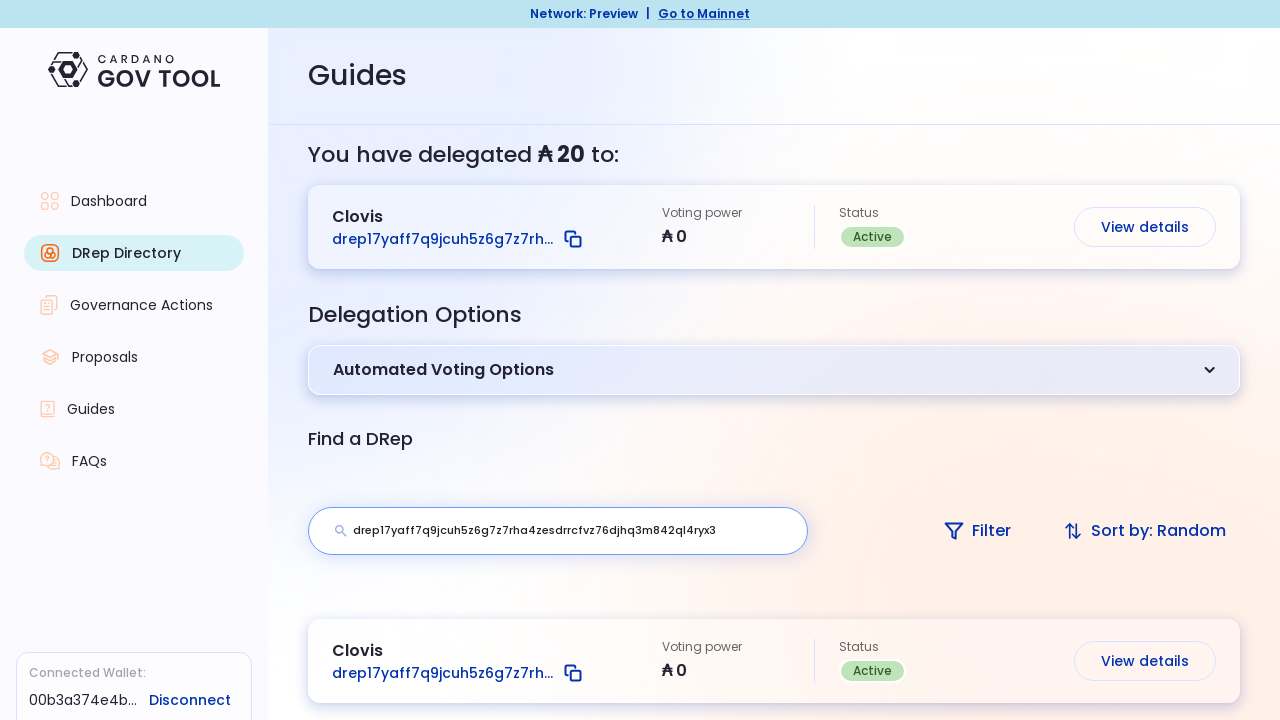 Network: Preview | Go to Mainnet
CARDANO
GOV TOOL
Guides
Dashboard
DRep Directory
Governance Actions
Proposals
Guides
FAQs
Connected Wallet:
00b3a374e4b... Disconnect
You have delegated ₳ 20 to:
Clovis
drep17yaff7q9jcuh5z6g7z7rh...
Voting power
₳ 0
Status
Active
View details
Delegation Options
Automated Voting Options
Find a DRep
drep17yaff7q9jcuh5z6g7z7rha4zesdrrcfvz76djhq3m842ql4ryx3
Filter
Sort by: Random
Clovis
drep17yaff7q9jcuh5z6g7z7rh...
Voting power
₳ 0
Status
Active
View details